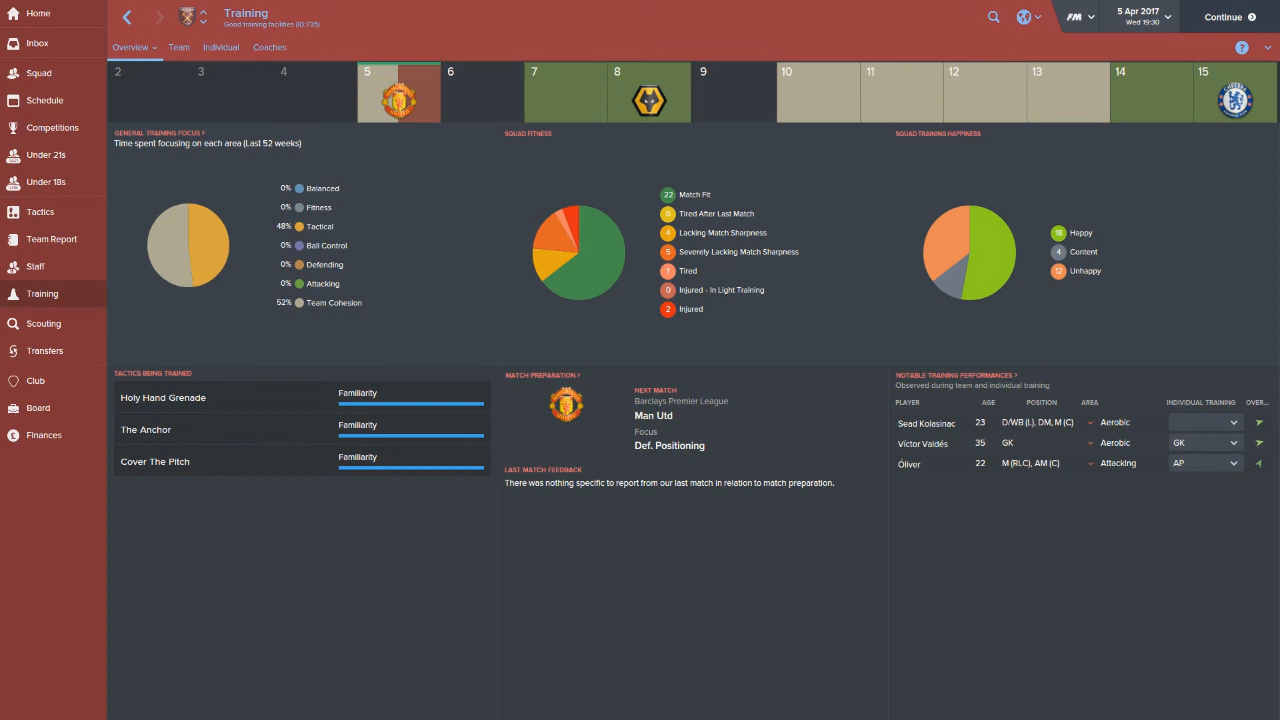 Home
Inbox
Squad
Schedule
Competitions
Under 21s
Under 18s
Tactics
Team Report
Staff
Training
Scouting
Transfers
Club
Board
Finances
Training
Good training facilities (ID:735)
FM
5 Apr 2017
Wed 19:30
Continue
Overview
Team
Individual
Coaches
?
2 3 4 5 6 7 8 9 10 11 12 13 14 15
GENERAL TRAINING FOCUS >
Time spent focusing on each area (Last 52 weeks)
0% Balanced
0% Fitness
48% Tactical
0% Ball Control
0% Defending
0% Attacking
52% Team Cohesion
SQUAD FITNESS
22 Match Fit
0 Tired After Last Match
4 Lacking Match Sharpness
5 Severely Lacking Match Sharpness
1 Tired
0 Injured - In Light Training
2 Injured
SQUAD TRAINING HAPPINESS
18 Happy
4 Content
12 Unhappy
TACTICS BEING TRAINED
Holy Hand Grenade Familiarity
The Anchor Familiarity
Cover The Pitch Familiarity
MATCH PREPARATION >
NEXT MATCH
Barclays Premier League
Man Utd
Focus
Def. Positioning
LAST MATCH FEEDBACK
There was nothing specific to report from our last match in relation to match preparation.
NOTABLE TRAINING PERFORMANCES >
Observed during team and individual training
PLAYER AGE POSITION AREA INDIVIDUAL TRAINING OVER...
Sead Kolasinac 23 D/WB (L), DM, M (C) Aerobic
Víctor Valdés 35 GK Aerobic GK
Óliver 22 M (RLC), AM (C) Attacking AP